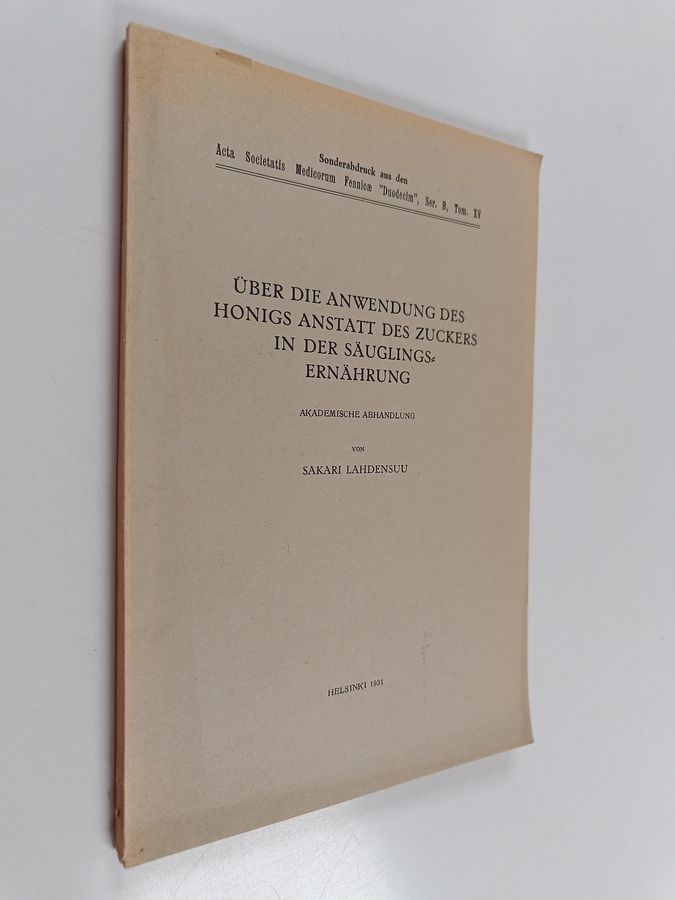 Sonderabdruck aus den
Acta Societatis Medicorum Fennicæ "Duodecim", Ser. B, Tom. XV
ÜBER DIE ANWENDUNG DES
HONIGS ANSTATT DES ZUCKERS
IN DER SÄUGLINGS-
ERNÄHRUNG
AKADEMISCHE ABHANDLUNG
VON
SAKARI LAHDENSUU
HELSINKI 1931